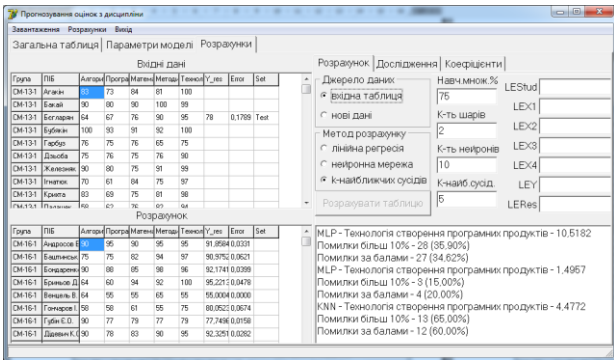 Прогнозування оцінок з дисципліни
Завантаження Розрахунки Вихід
Загальна таблиця Параметри моделі Розрахунки
Вхідні дані
Група ПІБ Алгори Програ Матема Методи Технол Y_res Error Set
СМ-13-1 Агакін 83 73 84 81 100
СМ-13-1 Бакай 90 80 90 100 99
СМ-13-1 Бєгларян 64 67 76 90 95 78 0,1789 Test
СМ-13-1 Бубякін 100 93 91 92 100
СМ-13-1 Гарбуз 76 75 76 65 75
СМ-13-1 Дзьоба 75 76 75 76 90
СМ-13-1 Железняк 90 80 75 91 99
СМ-13-1 Ігнатюк 70 61 84 75 97
СМ-13-1 Крикта 83 69 75 81 98
Розрахунок
Група ПІБ Алгори Програ Матема Методи Технол Y_res Error Set
СМ-16-1 Андросов Е 90 95 90 95 95 91,8584 0,0331
СМ-16-1 Баштинськ 75 75 82 94 97 90,9752 0,0621
СМ-16-1 Бондаренк 90 88 85 98 96 92,1741 0,0399
СМ-16-1 Бриньов Д. 64 60 94 92 100 95,2213 0,0478
СМ-16-1 Венцель В. 64 55 55 65 55 55,0004 0,0000
СМ-16-1 Гончаров І. 58 58 61 55 75 80,0523 0,0674
СМ-16-1 Губін Є.О. 90 77 79 77 79 77,7496 0,0158
СМ-16-1 Дідевич К.С 90 78 83 90 95 92,3251 0,0282
Розрахунок Дослідження Коефіцієнти
Джерело даних
вхідна таблиця
нові дані
Метод розрахунку
лінійна регресія
нейронна мережа
k-найближчих сусідів
Розрахувати таблицю
Навч.множ.%
75
К-ть шарів
2
К-ть нейронів
10
К-найб.сусід.
5
LEStud
LEX1
LEX2
LEX3
LEX4
LEY
LERes
MLP - Технологія створення програмних продуктів - 10,5182
Помилки більш 10% - 28 (35,90%)
Помилки за балами - 27 (34,62%)
MLP - Технологія створення програмних продуктів - 1,4957
Помилки більш 10% - 3 (15,00%)
Помилки за балами - 4 (20,00%)
KNN - Технологія створення програмних продуктів - 4,4772
Помилки більш 10% - 13 (65,00%)
Помилки за балами - 12 (60,00%)